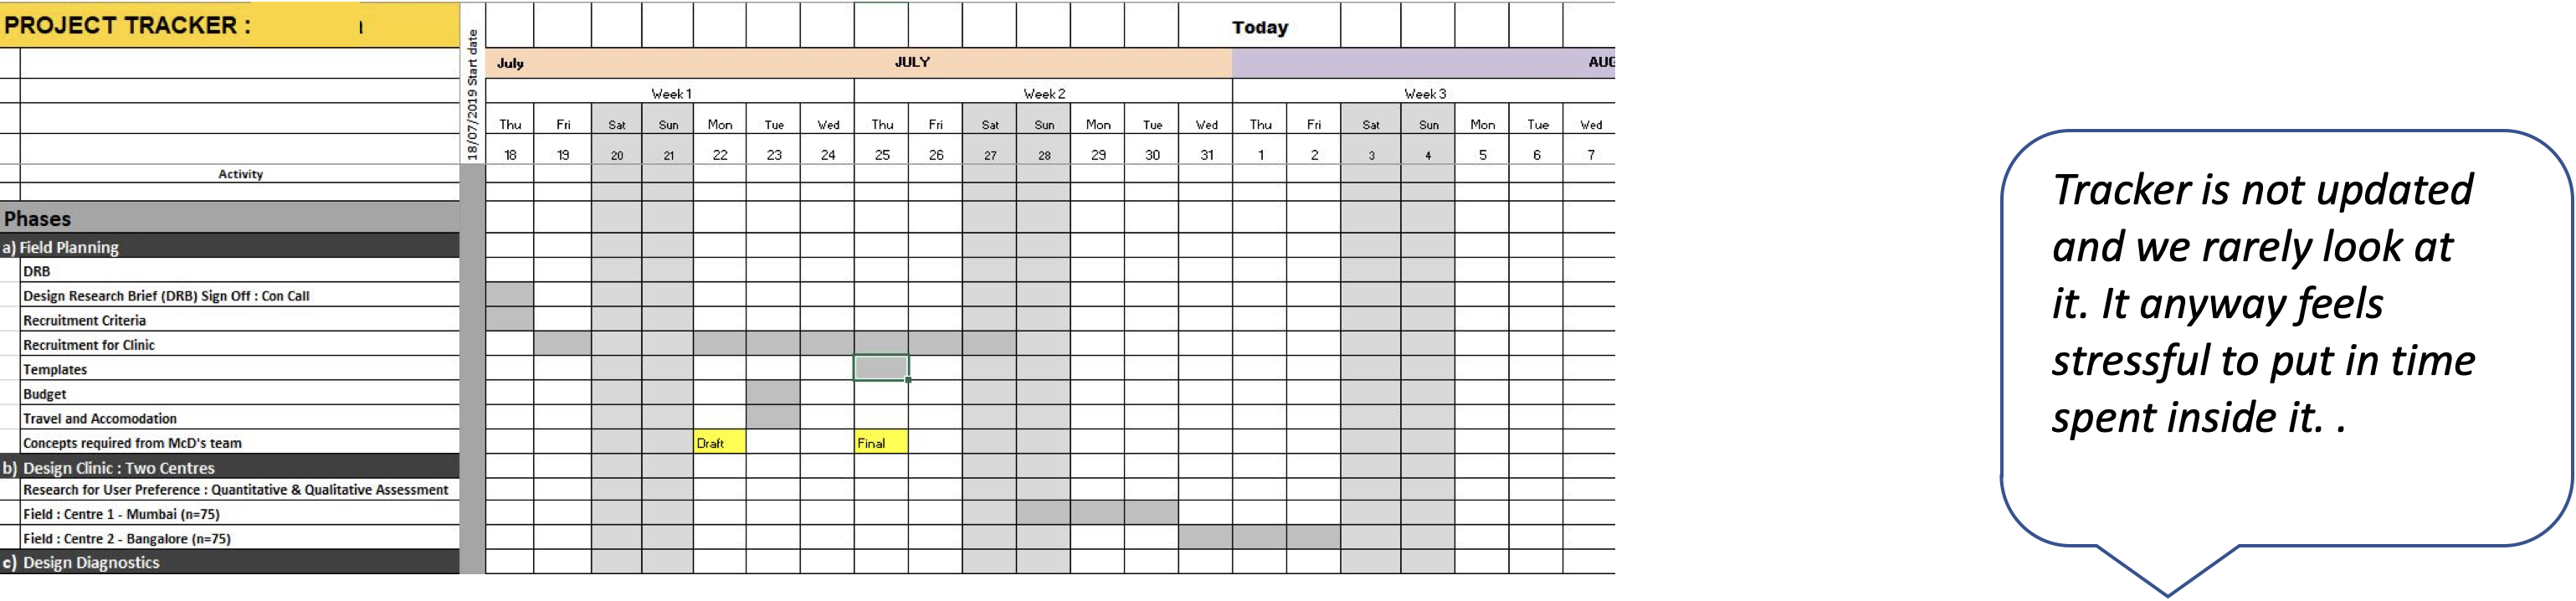 PROJECT TRACKER :
18/07/2019 Start date
Today
July JULY AUG
Week 1 Week 2 Week 3
Thu Fri Sat Sun Mon Tue Wed Thu Fri Sat Sun Mon Tue Wed Thu Fri Sat Sun Mon Tue Wed
18 19 20 21 22 23 24 25 26 27 28 29 30 31 1 2 3 4 5 6 7
Activity
Phases
a) Field Planning
DRB
Design Research Brief (DRB) Sign Off : Con Call
Recruitment Criteria
Recruitment for Clinic
Templates
Budget
Travel and Accomodation
Concepts required from McD's team Draft Final
b) Design Clinic : Two Centres
Research for User Preference : Quantitative & Qualitative Assessment
Field : Centre 1 - Mumbai (n=75)
Field : Centre 2 - Bangalore (n=75)
c) Design Diagnostics
Tracker is not updated
and we rarely look at
it. It anyway feels
stressful to put in time
spent inside it. .